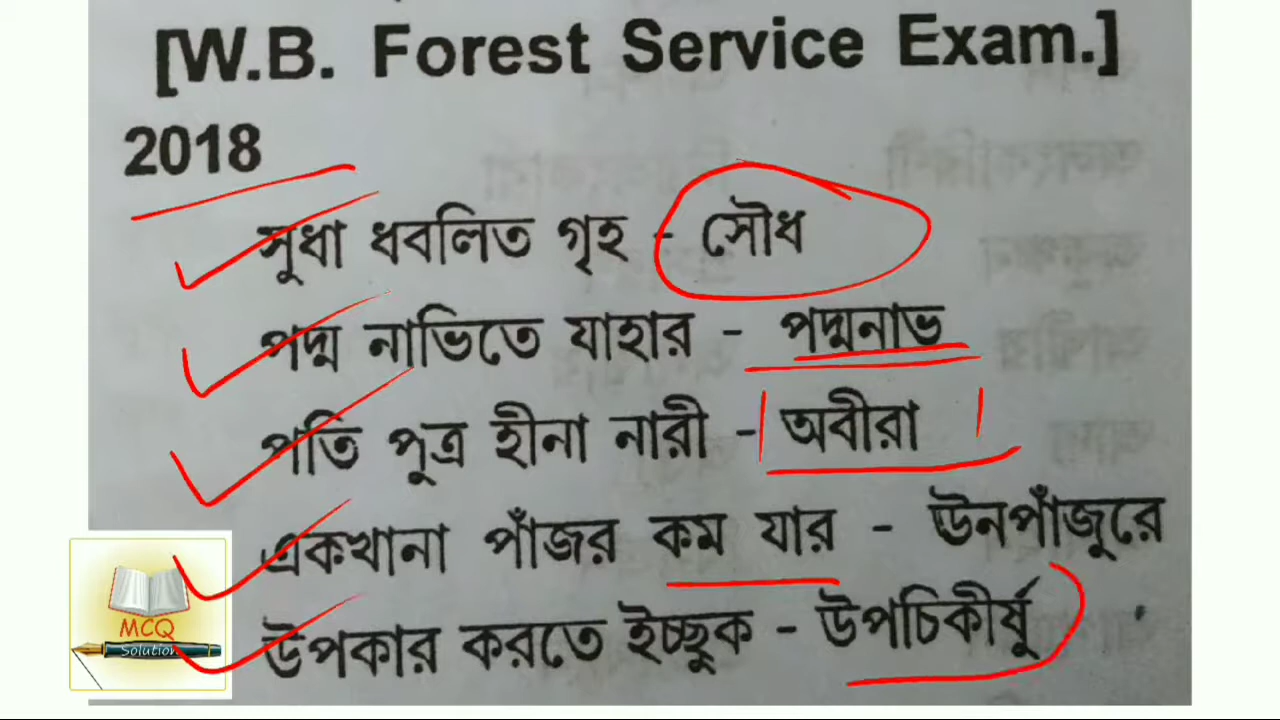 [W.B. Forest Service Exam.]
2018
সুধা ধবলিত গৃহ - সৌধ
পদ্ম নাভিতে যাহার - পদ্মনাভ
পতি পুত্র হীনা নারী - অবীরা
একখানা পাঁজর কম যার - ঊনপাঁজুরে
উপকার করতে ইচ্ছুক - উপচিকীর্ষু
MCQ
Solution